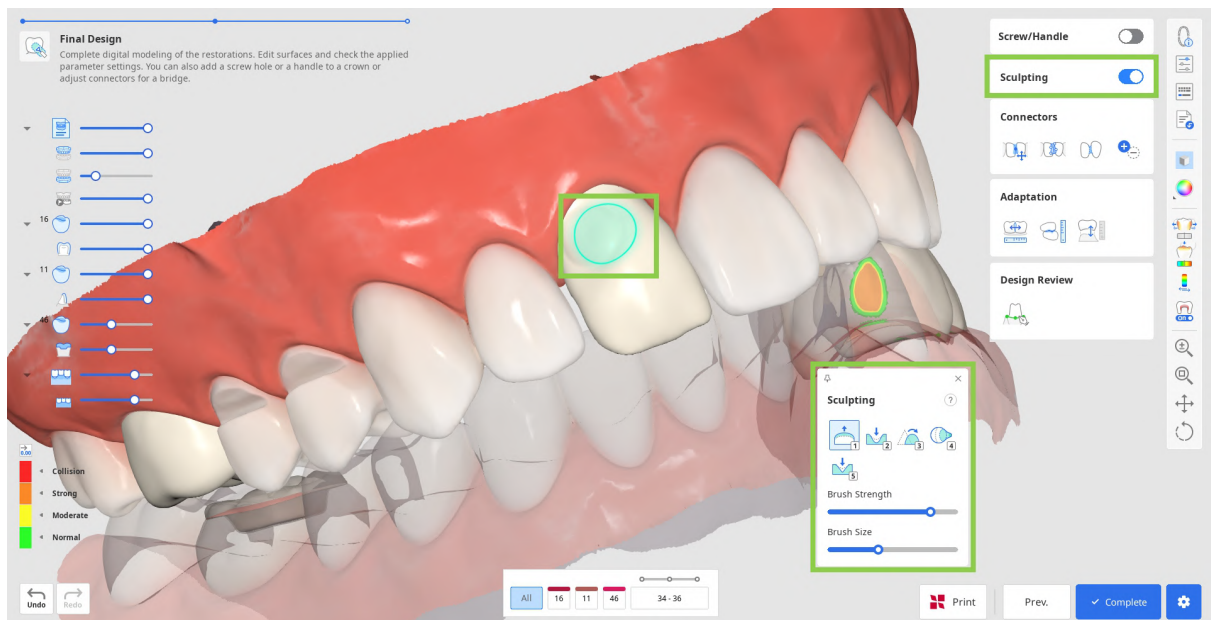 Final Design
Complete digital modeling of the restorations. Edit surfaces and check the applied
parameter settings. You can also add a screw hole or a handle to a crown or
adjust connectors for a bridge.
16
11
46
0.00
Collision
Strong
Moderate
Normal
Undo
Redo
All
16
11
46
34 - 36
Screw/Handle
Sculpting
Connectors
Adaptation
Design Review
Sculpting
?
1
2
3
4
5
Brush Strength
Brush Size
Print
Prev.
Complete
ON